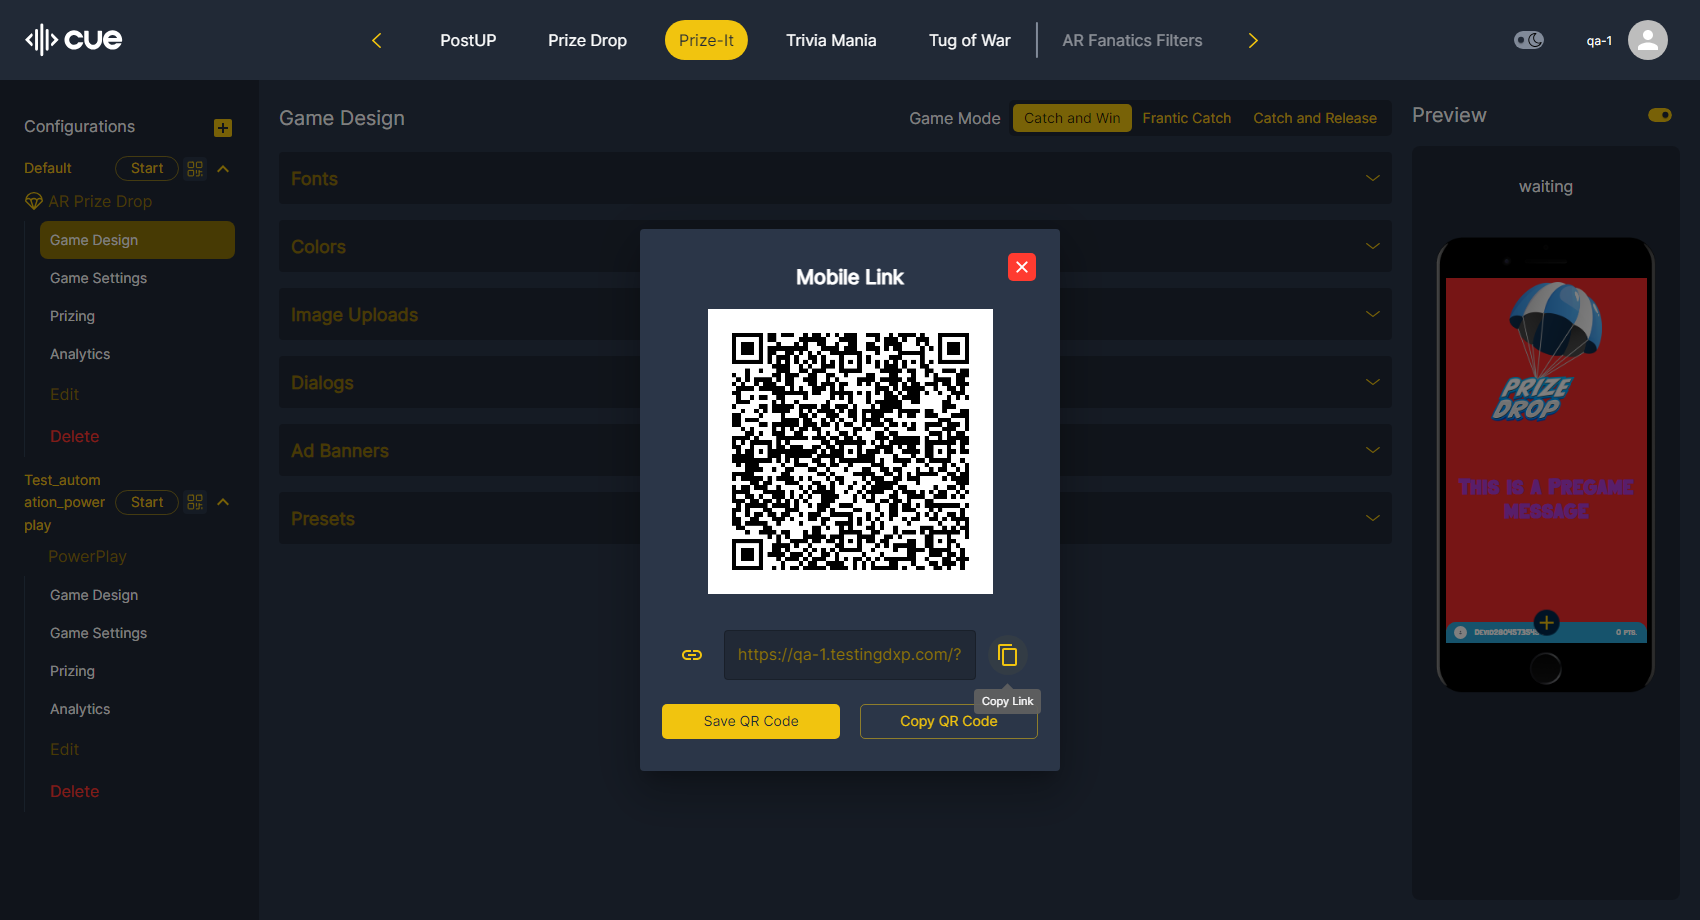 cue
PostUP
Prize Drop
Prize-It
Trivia Mania
Tug of War
AR Fanatics Filters
qa-1
Configurations
Default
Start
AR Prize Drop
Game Design
Game Settings
Prizing
Analytics
Edit
Delete
Test_autom
ation_power
play
Start
PowerPlay
Game Design
Game Settings
Prizing
Analytics
Edit
Delete
Game Design
Game Mode
Catch and Win
Frantic Catch
Catch and Release
Fonts
Colors
Image Uploads
Dialogs
Ad Banners
Presets
Mobile Link
https://qa-1.testingdxp.com/?
Copy Link
Save QR Code
Copy QR Code
Preview
waiting
PRIZE
DROP
This is a Pregame
message
0 pts.